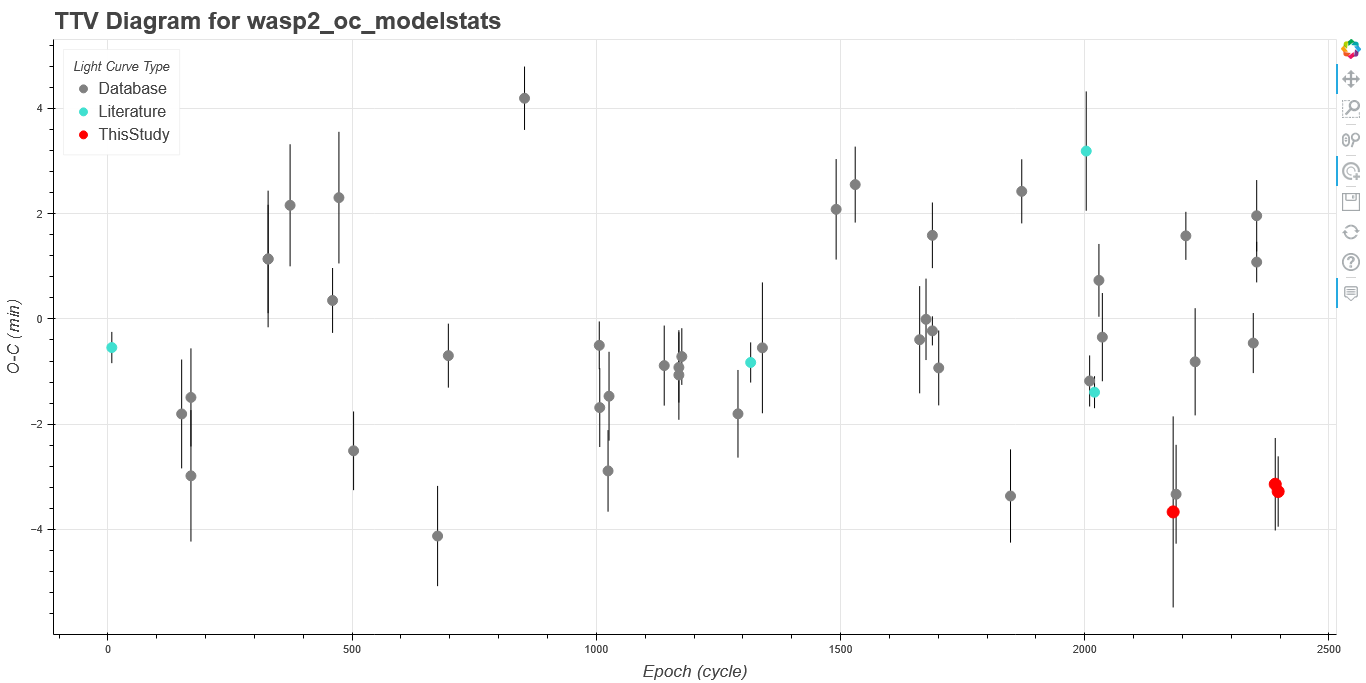 TTV Diagram for wasp2_oc_modelstats
Light Curve Type
Database
Literature
ThisStudy
4
2
0
−2
−4
O-C (min)
0
500
1000
1500
2000
2500
Epoch (cycle)